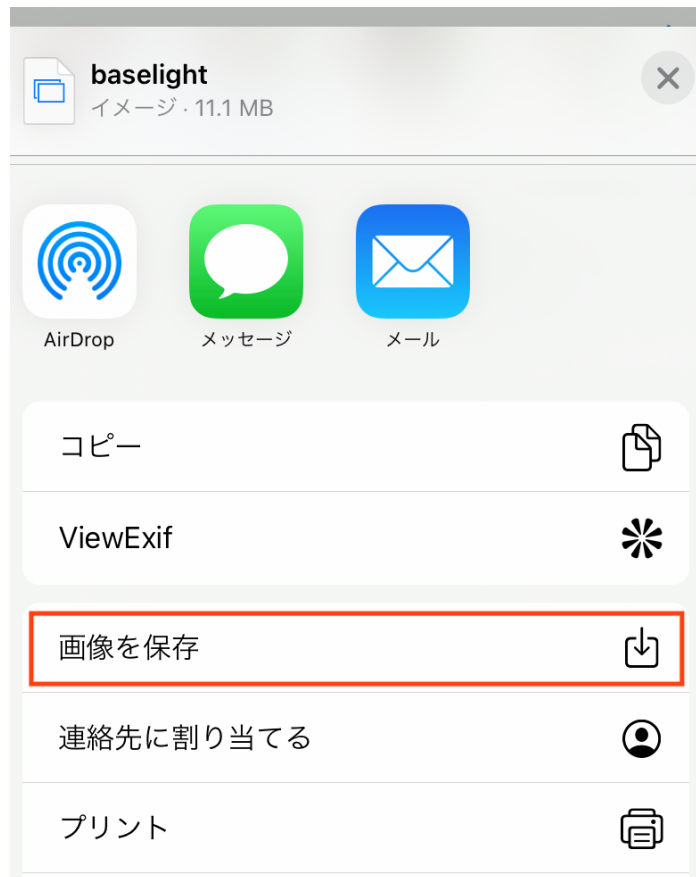 baselight
イメージ · 11.1 MB
AirDrop
メッセージ
メール
コピー
ViewExif
画像を保存
連絡先に割り当てる
プリント